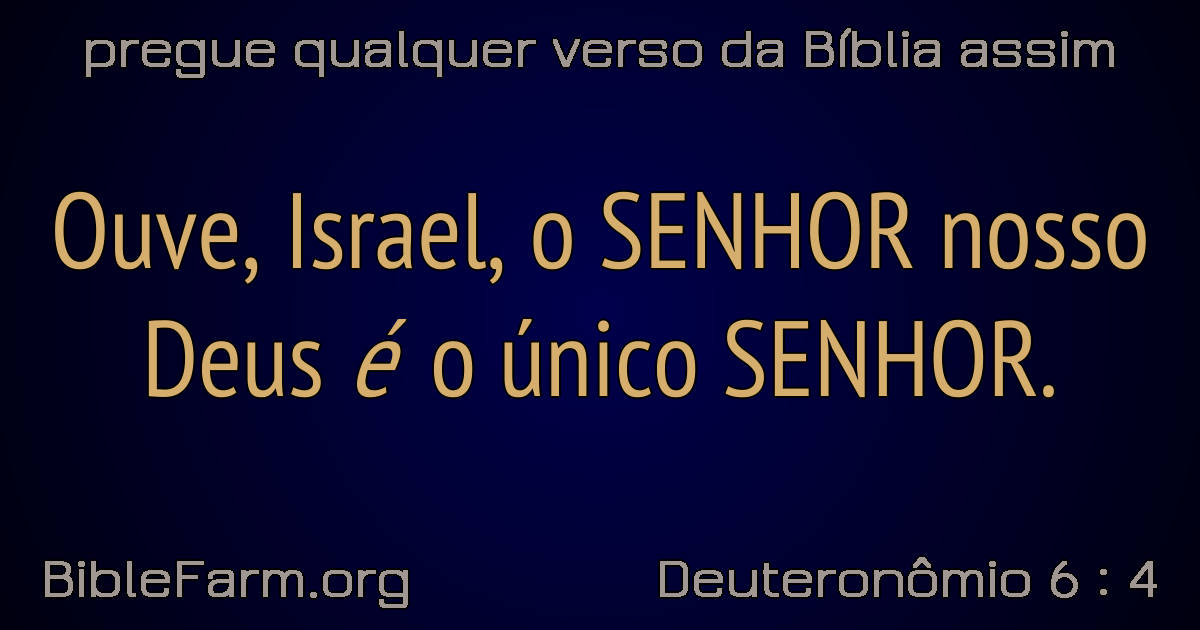 pregue qualquer verso da Bíblia assim
Ouve, Israel, o SENHOR nosso
Deus é o único SENHOR.
BibleFarm.org
Deuteronômio 6 : 4